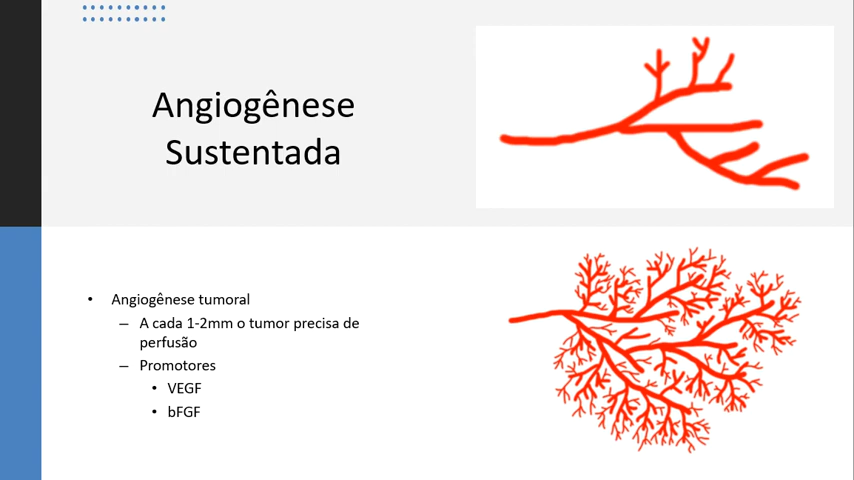 Angiogênese
Sustentada
• Angiogênese tumoral
– A cada 1-2mm o tumor precisa de
perfusão
– Promotores
• VEGF
• bFGF